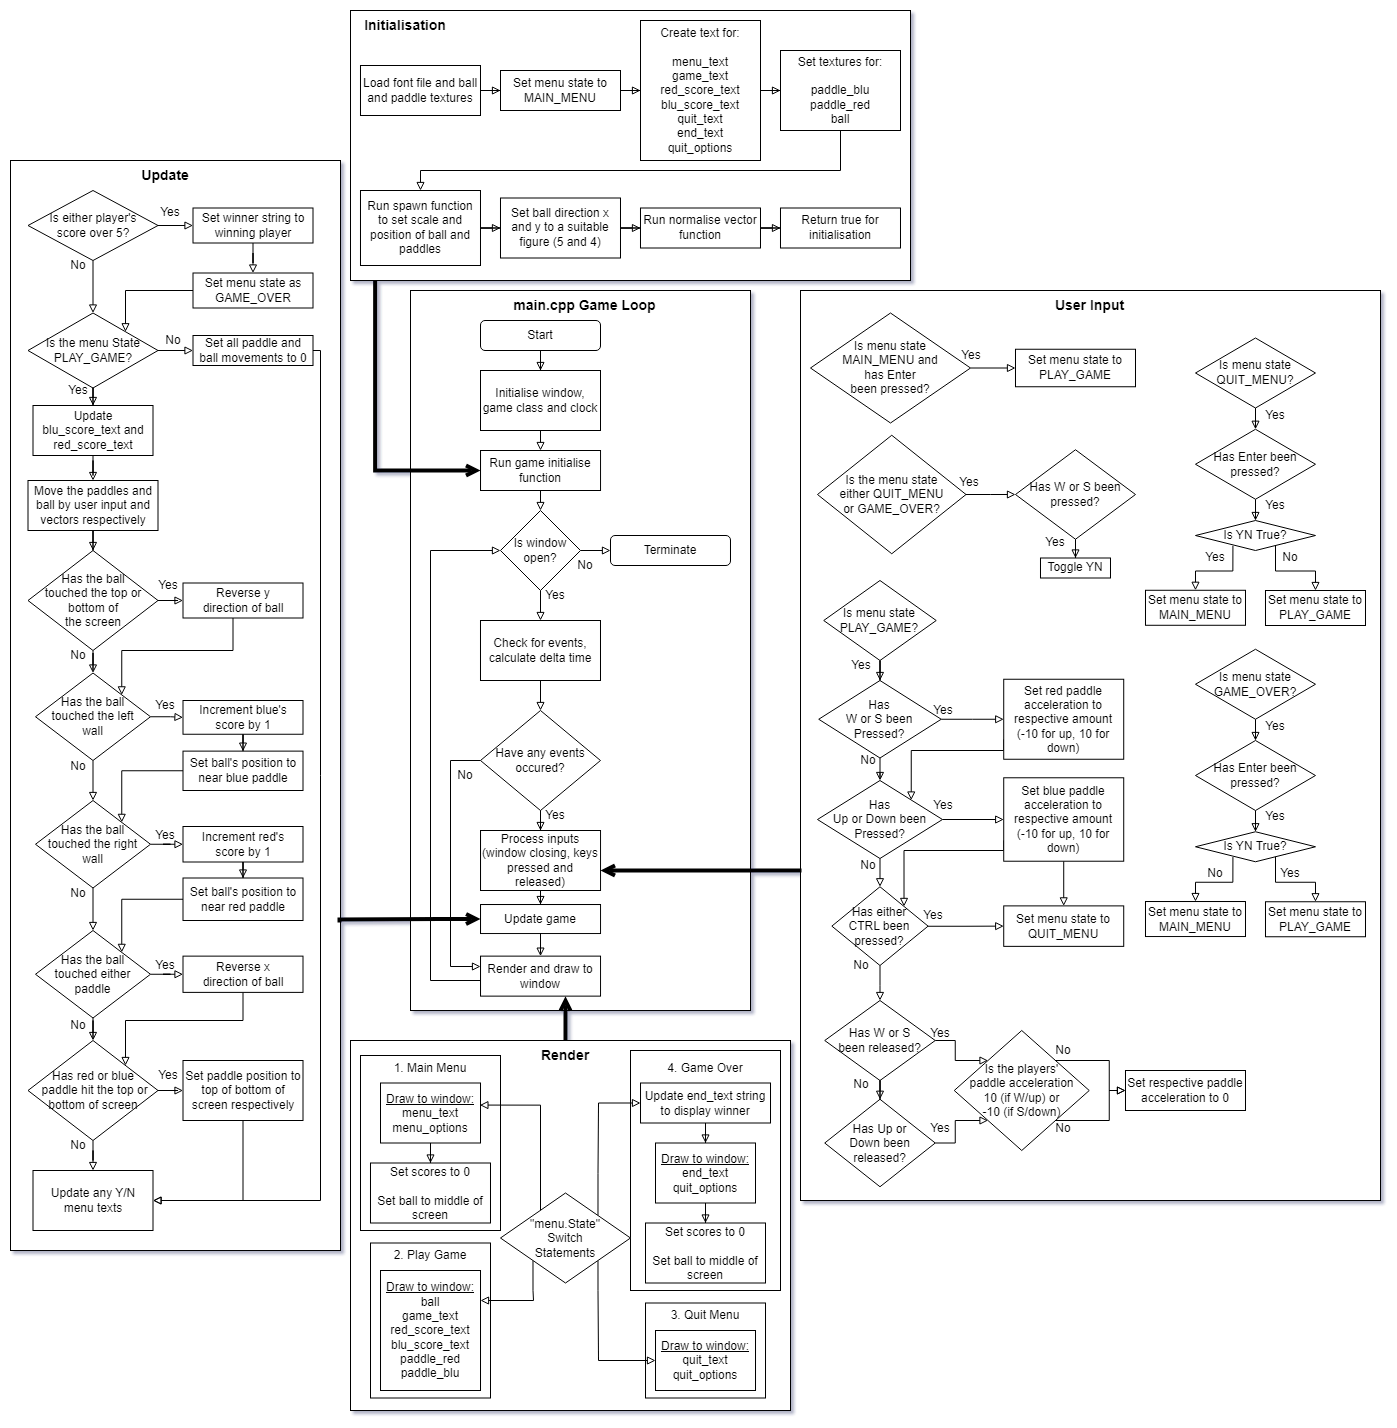 Initialisation
Load font file and ball
and paddle textures
Set menu state to
MAIN_MENU
Create text for:
menu_text
game_text
red_score_text
blu_score_text
quit_text
end_text
quit_options
Set textures for:
paddle_blu
paddle_red
ball
Run spawn function
to set scale and
position of ball and
paddles
Set ball direction x
and y to a suitable
figure (5 and 4)
Run normalise vector
function
Return true for
initialisation
Update
Is either player's
score over 5?
Yes
Set winner string to
winning player
No
Set menu state as
GAME_OVER
Is the menu State
PLAY_GAME?
No
Set all paddle and
ball movements to 0
Yes
Update
blu_score_text and
red_score_text
Move the paddles and
ball by user input and
vectors respectively
Has the ball
touched the top or
bottom of
the screen
Yes
Reverse y
direction of ball
No
Has the ball
touched the left
wall
Yes
Increment blue's
score by 1
No
Set ball's position to
near blue paddle
Has the ball
touched the right
wall
Yes
Increment red's
score by 1
No
Set ball's position to
near red paddle
Has the ball
touched either
paddle
Yes
Reverse x
direction of ball
No
Has red or blue
paddle hit the top or
bottom of screen
Yes
Set paddle position to
top of bottom of
screen respectively
No
Update any Y/N
menu texts
main.cpp Game Loop
Start
Initialise window,
game class and clock
Run game initialise
function
Is window
open?
No
Terminate
Yes
Check for events,
calculate delta time
Have any events
occured?
No
Yes
Process inputs
(window closing, keys
pressed and
released)
Update game
Render and draw to
window
User Input
Is menu state
MAIN_MENU and
has Enter
been pressed?
Yes
Set menu state to
PLAY_GAME
Is the menu state
either QUIT_MENU
or GAME_OVER?
Yes
Has W or S been
pressed?
Yes
Toggle YN
Is menu state
QUIT_MENU?
Yes
Has Enter been
pressed?
Yes
Is YN True?
Yes
No
Set menu state to
MAIN_MENU
Set menu state to
PLAY_GAME
Is menu state
PLAY_GAME?
Yes
Has
W or S been
Pressed?
Yes
Set red paddle
acceleration to
respective amount
(-10 for up, 10 for
down)
No
Has
Up or Down been
Pressed?
Yes
Set blue paddle
acceleration to
respective amount
(-10 for up, 10 for
down)
No
Has either
CTRL been
pressed?
Yes
Set menu state to
QUIT_MENU
No
Has W or S
been released?
Yes
No
Has Up or
Down been
released?
Yes
Is the players'
paddle acceleration
10 (if W/up) or
-10 (if S/down)
No
No
Set respective paddle
acceleration to 0
Is menu state
GAME_OVER?
Yes
Has Enter been
pressed?
Yes
Is YN True?
No
Yes
Set menu state to
MAIN_MENU
Set menu state to
PLAY_GAME
Render
1. Main Menu
Draw to window:
menu_text
menu_options
Set scores to 0
Set ball to middle of
screen
2. Play Game
Draw to window:
ball
game_text
red_score_text
blu_score_text
paddle_red
paddle_blu
"menu.State"
Switch
Statements
4. Game Over
Update end_text string
to display winner
Draw to window:
end_text
quit_options
Set scores to 0
Set ball to middle of
screen
3. Quit Menu
Draw to window:
quit_text
quit_options